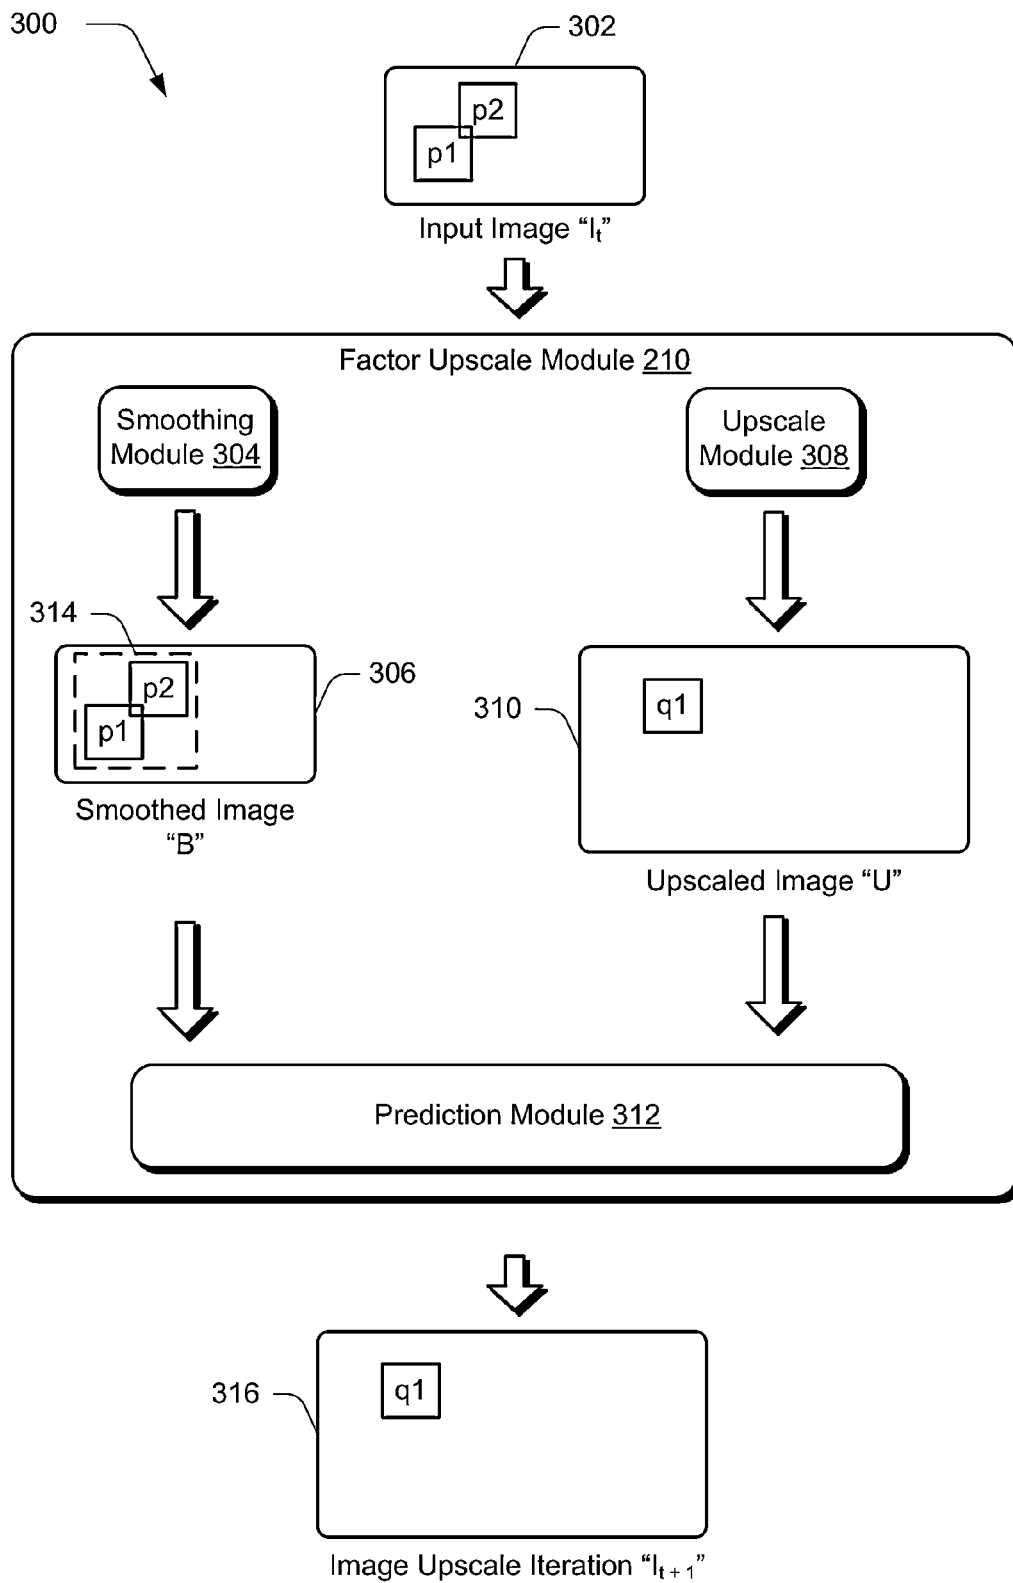 300
302
p2
p1
Input Image “It”
Factor Upscale Module 210
Smoothing
Module 304
Upscale
Module 308
314
p2
p1
306
310
q1
Smoothed Image
“B”
Upscaled Image “U”
Prediction Module 312
316
q1
Image Upscale Iteration “It + 1”